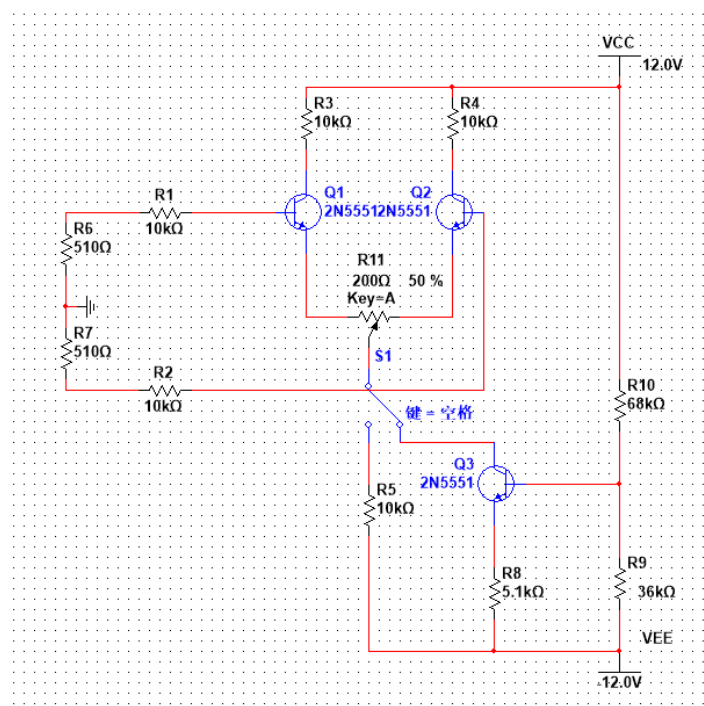 VCC
12.0V
R3
10kΩ
R4
10kΩ
Q1
2N5551
Q2
2N5551
R1
10kΩ
R6
510Ω
R11
200Ω 50 %
Key=A
R7
510Ω
S1
R2
10kΩ
键 = 空格
R10
68kΩ
Q3
2N5551
R5
10kΩ
R8
5.1kΩ
R9
36kΩ
VEE
-12.0V